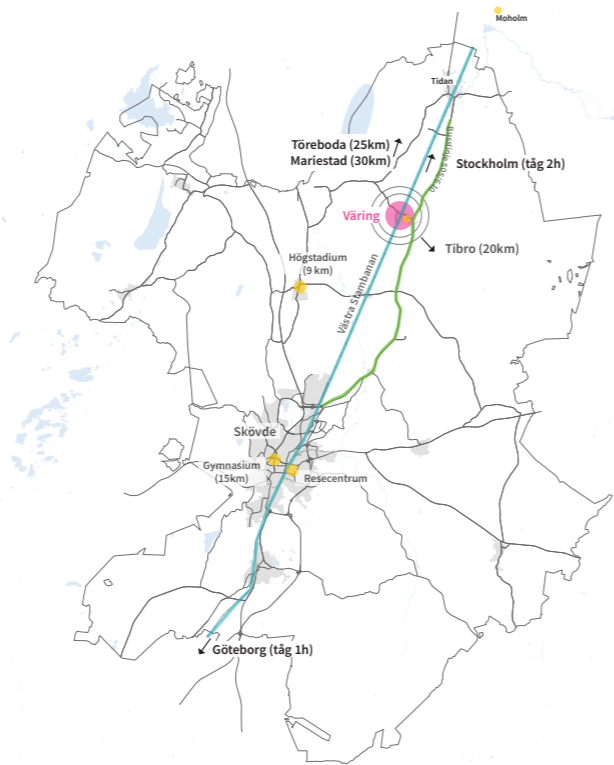 Moholm
Tidan
Töreboda (25km)
Mariestad (30km)
Stockholm (tåg 2h)
Busslinje
Väring
Tibro (20km)
Högstadium
(9 km)
Västra Stambanan
Skövde
Gymnasium
(15km)
Resecentrum
Göteborg (tåg 1h)